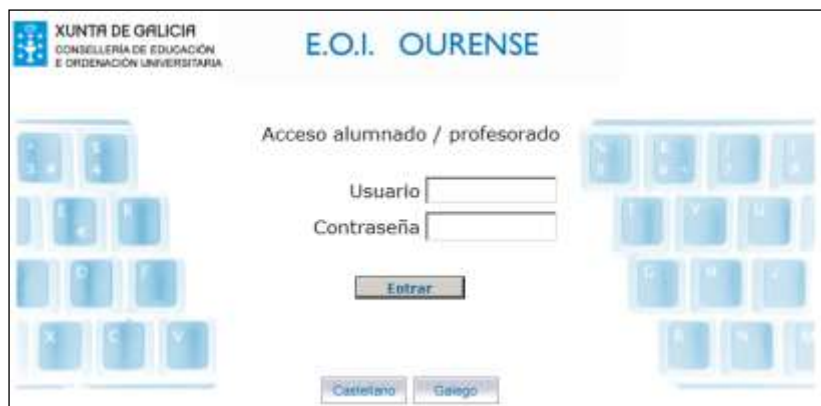 XUNTA DE GALICIA
CONSELLERÍA DE EDUCACIÓN
E ORDENACIÓN UNIVERSITARIA
E.O.I. OURENSE
Acceso alumnado / profesorado
Usuario
Contraseña
Entrar
Castellano Galego